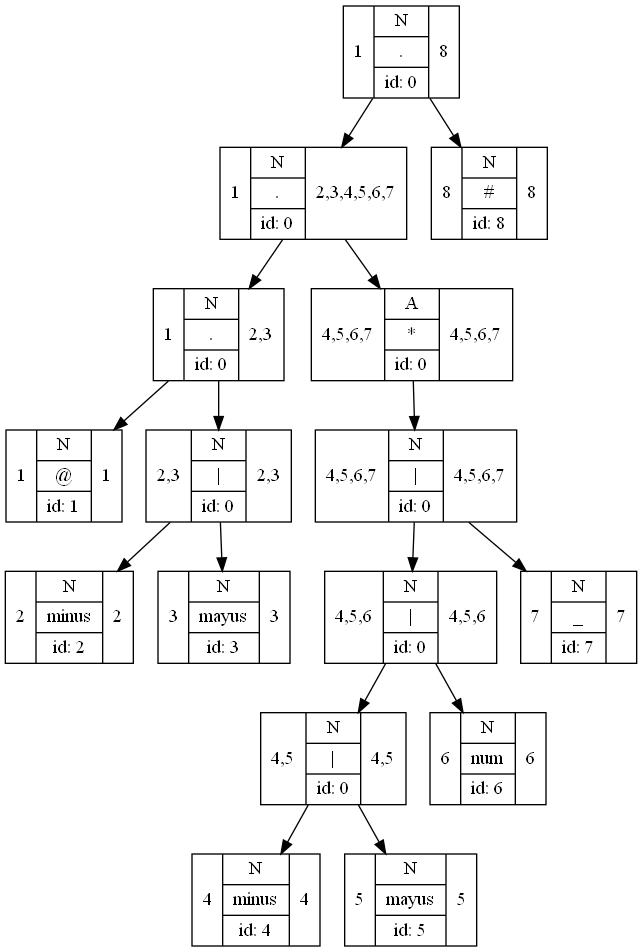 N
1 . 8
id: 0
N
1 . 2,3,4,5,6,7
id: 0
N
8 # 8
id: 8
N
1 . 2,3
id: 0
A
4,5,6,7 * 4,5,6,7
id: 0
N
1 @ 1
id: 1
N
2,3 | 2,3
id: 0
N
4,5,6,7 | 4,5,6,7
id: 0
N
2 minus 2
id: 2
N
3 mayus 3
id: 3
N
4,5,6 | 4,5,6
id: 0
N
7 _ 7
id: 7
N
4,5 | 4,5
id: 0
N
6 num 6
id: 6
N
4 minus 4
id: 4
N
5 mayus 5
id: 5